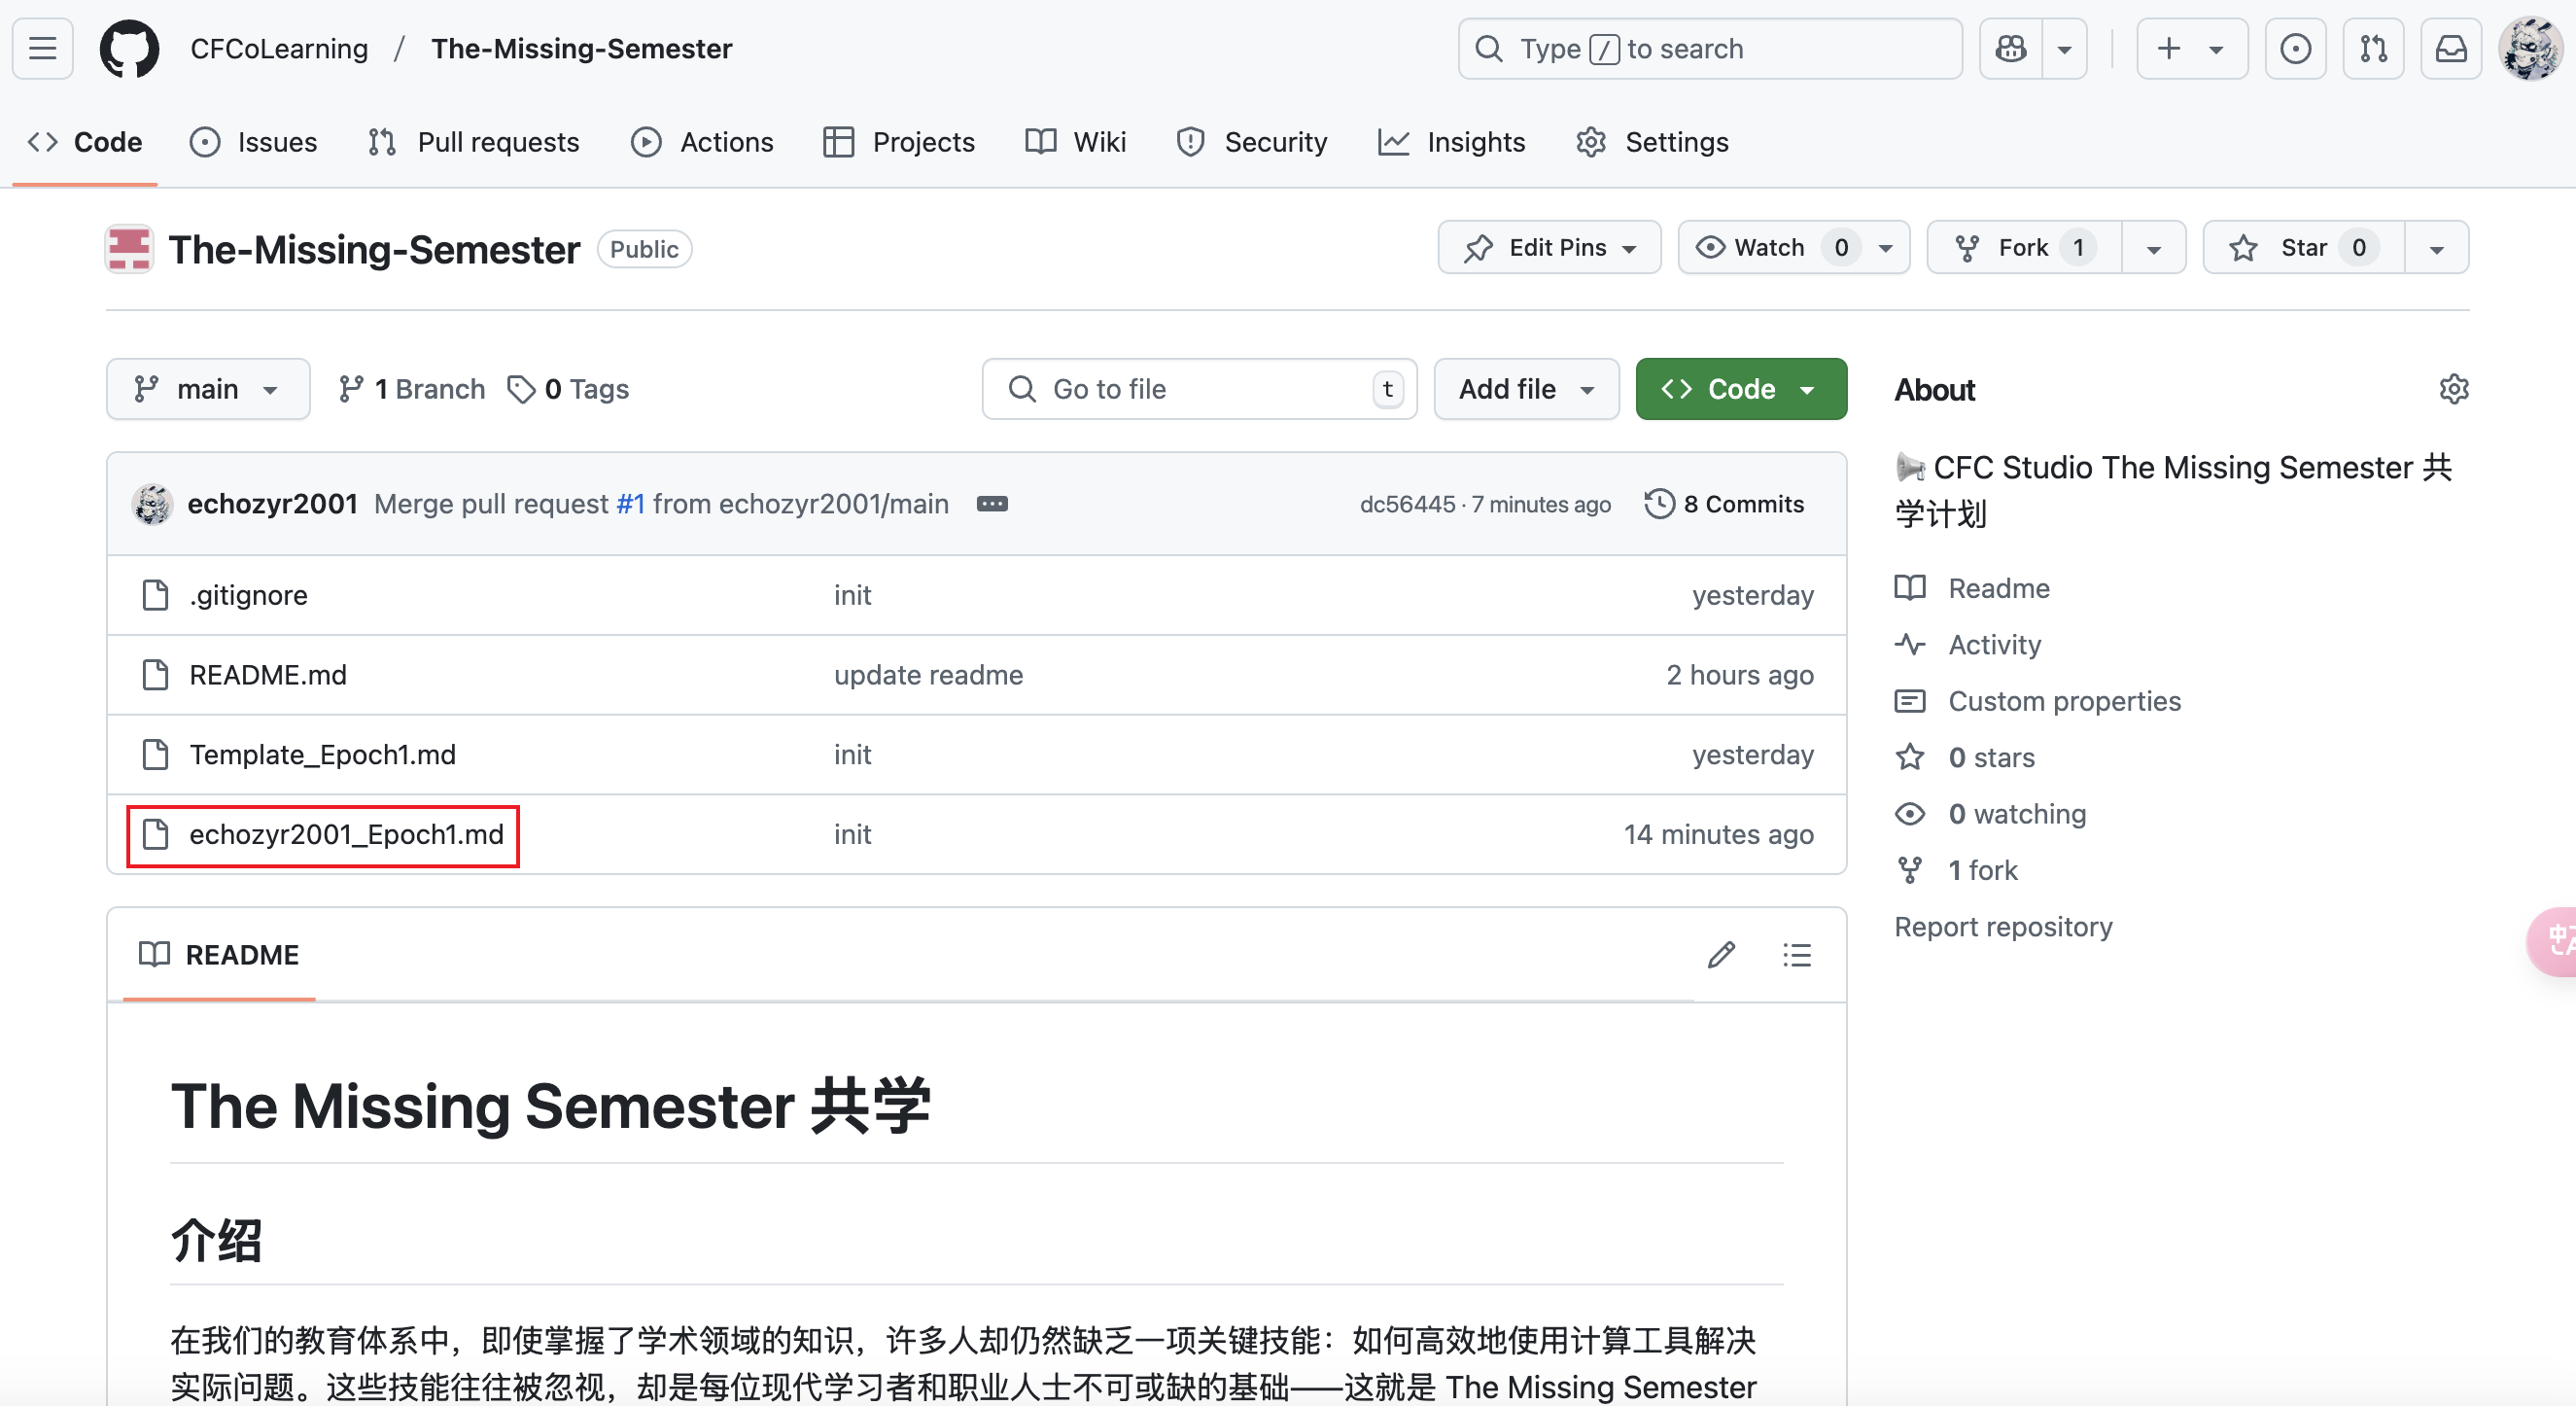 CFCoLearning / The-Missing-Semester
Type / to search
Code Issues Pull requests Actions Projects Wiki Security Insights Settings
The-Missing-Semester Public
Edit Pins Watch 0 Fork 1 Star 0
main 1 Branch 0 Tags Go to file t Add file Code
echozyr2001 Merge pull request #1 from echozyr2001/main dc56445 · 7 minutes ago 8 Commits
.gitignore init yesterday
README.md update readme 2 hours ago
Template_Epoch1.md init yesterday
echozyr2001_Epoch1.md init 14 minutes ago
README
The Missing Semester 共学
介绍
在我们的教育体系中，即使掌握了学术领域的知识，许多人却仍然缺乏一项关键技能：如何高效地使用计算工具解决
实际问题。这些技能往往被忽视，却是每位现代学习者和职业人士不可或缺的基础——这就是 The Missing Semester
About
CFC Studio The Missing Semester 共
学计划
Readme
Activity
Custom properties
0 stars
0 watching
1 fork
Report repository